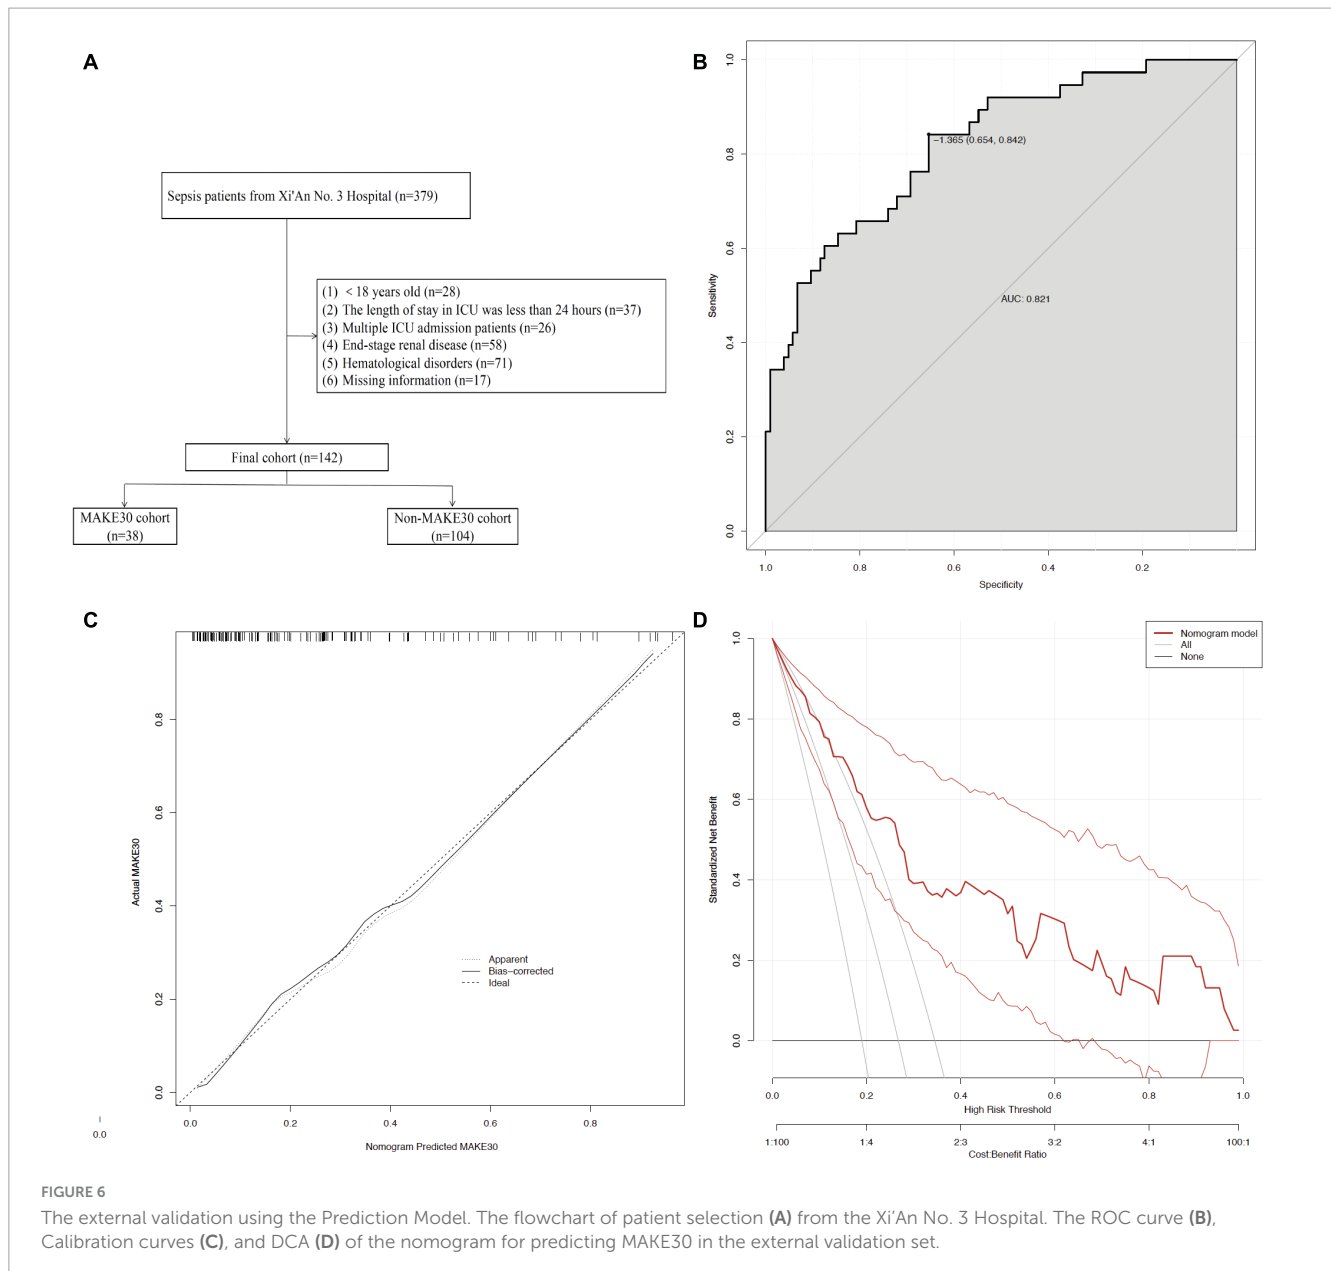 A
Sepsis patients from Xi'An No. 3 Hospital (n=379)
(1) < 18 years old (n=28)
(2) The length of stay in ICU was less than 24 hours (n=37)
(3) Multiple ICU admission patients (n=26)
(4) End-stage renal disease (n=58)
(5) Hematological disorders (n=71)
(6) Missing information (n=17)
Final cohort (n=142)
MAKE30 cohort
(n=38)
Non-MAKE30 cohort
(n=104)
B
Sensitivity
1.0
0.8
0.6
0.4
0.2
0.0
−1.365 (0.654, 0.842)
AUC: 0.821
1.0 0.8 0.6 0.4 0.2
Specificity
C
Actual MAKE30
0.8
0.6
0.4
0.2
0.0
Apparent
Bias−corrected
Ideal
0.0 0.2 0.4 0.6 0.8
0.0
Nomogram Predicted MAKE30
D
Standardized Net Benefit
1.0
0.8
0.6
0.4
0.2
0.0
Nomogram model
All
None
0.0 0.2 0.4 0.6 0.8 1.0
High Risk Threshold
1:100 1:4 2:3 3:2 4:1 100:1
Cost:Benefit Ratio
FIGURE 6
The external validation using the Prediction Model. The flowchart of patient selection (A) from the Xi'An No. 3 Hospital. The ROC curve (B),
Calibration curves (C), and DCA (D) of the nomogram for predicting MAKE30 in the external validation set.